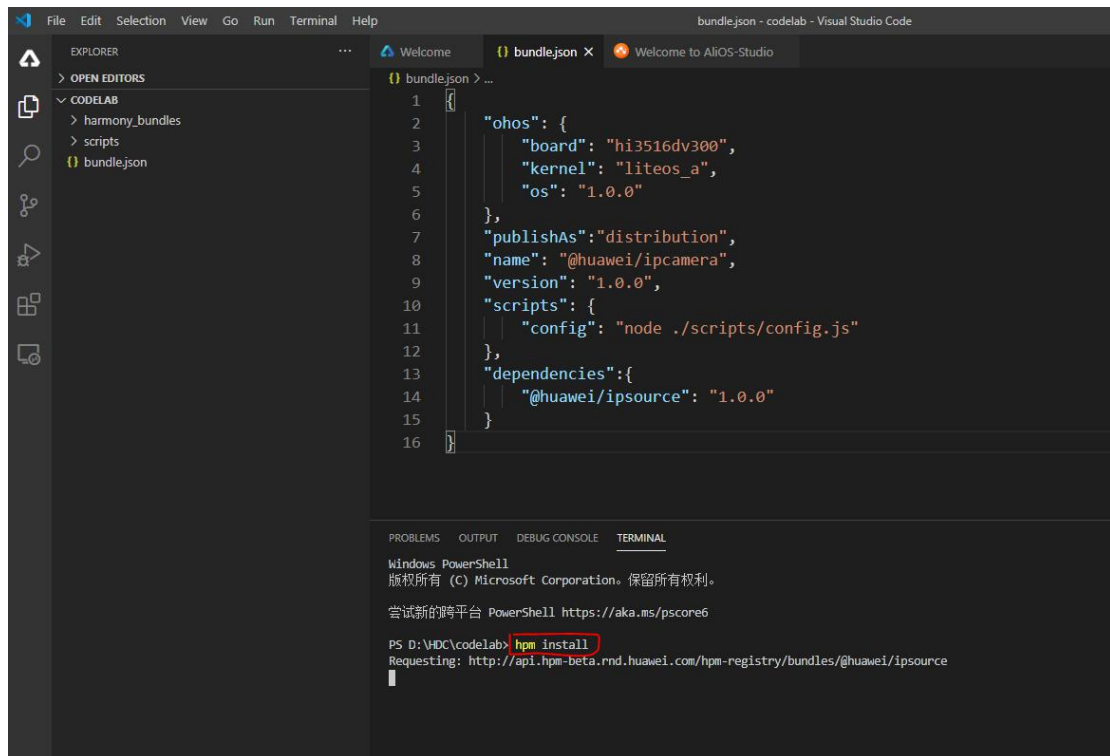 File Edit Selection View Go Run Terminal Help
bundle.json - codelab - Visual Studio Code
EXPLORER
···
Welcome
{} bundle.json ×
Welcome to AliOS-Studio
> OPEN EDITORS
{} bundle.json > ...
CODELAB
> harmony_bundles
> scripts
{} bundle.json
1 {
2 "ohos": {
3 "board": "hi3516dv300",
4 "kernel": "liteos_a",
5 "os": "1.0.0"
6 },
7 "publishAs":"distribution",
8 "name": "@huawei/ipcamera",
9 "version": "1.0.0",
10 "scripts": {
11 "config": "node ./scripts/config.js"
12 },
13 "dependencies":{
14 "@huawei/ipsource": "1.0.0"
15 }
16 }
PROBLEMS OUTPUT DEBUG CONSOLE TERMINAL
Windows PowerShell
版权所有 (C) Microsoft Corporation。保留所有权利。
尝试新的跨平台 PowerShell https://aka.ms/pscore6
PS D:\HDC\codelab> hpm install
Requesting: http://api.hpm-beta.rnd.huawei.com/hpm-registry/bundles/@huawei/ipsource